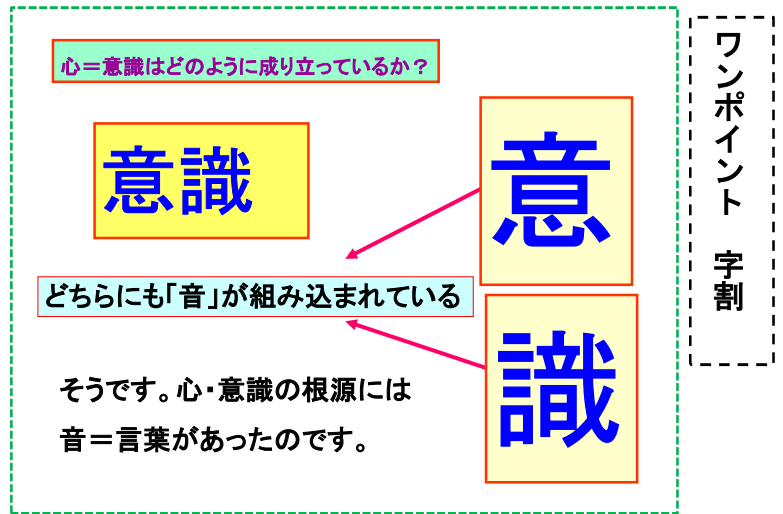 心＝意識はどのように成り立っているか？
意識
意
どちらにも「音」が組み込まれている
識
そうです。心・意識の根源には
音＝言葉があったのです。
ワンポイント　字割